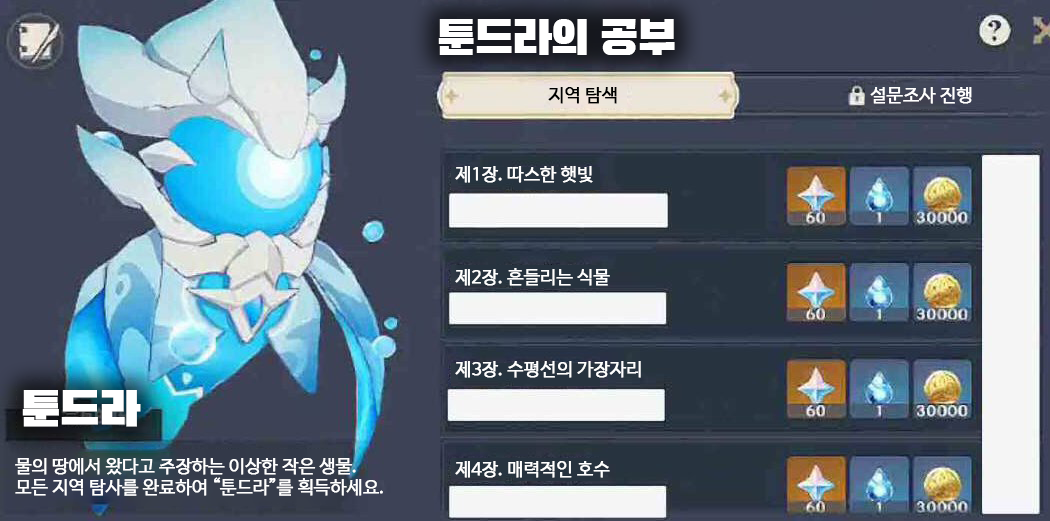 툰드라의 공부
?
지역 탐색
설문조사 진행
제1장. 따스한 햇빛
60
1
30000
제2장. 흔들리는 식물
60
1
30000
제3장. 수평선의 가장자리
60
1
30000
제4장. 매력적인 호수
60
1
30000
툰드라
물의 땅에서 왔다고 주장하는 이상한 작은 생물.
모든 지역 탐사를 완료하여 “툰드라”를 획득하세요.